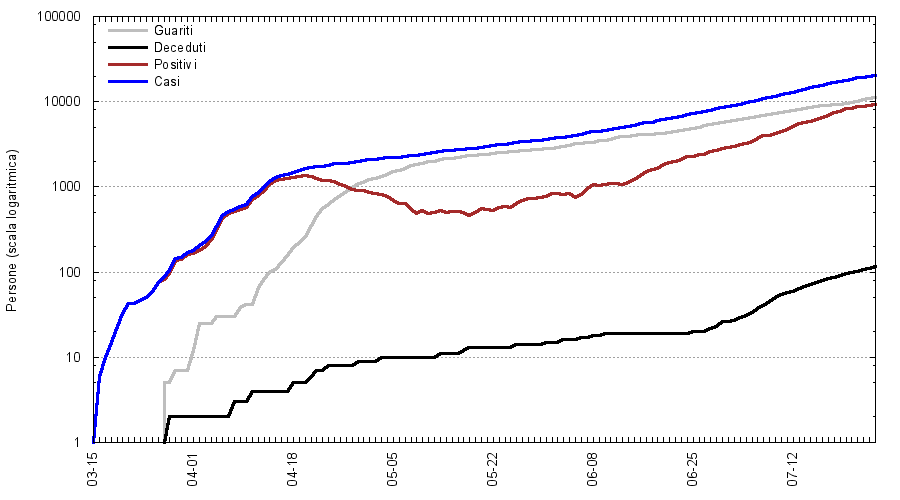 100000
10000
1000
100
10
1
Persone (scala logaritmica)
Guariti
Deceduti
Positivi
Casi
03-15
04-01
04-18
05-05
05-22
06-08
06-25
07-12